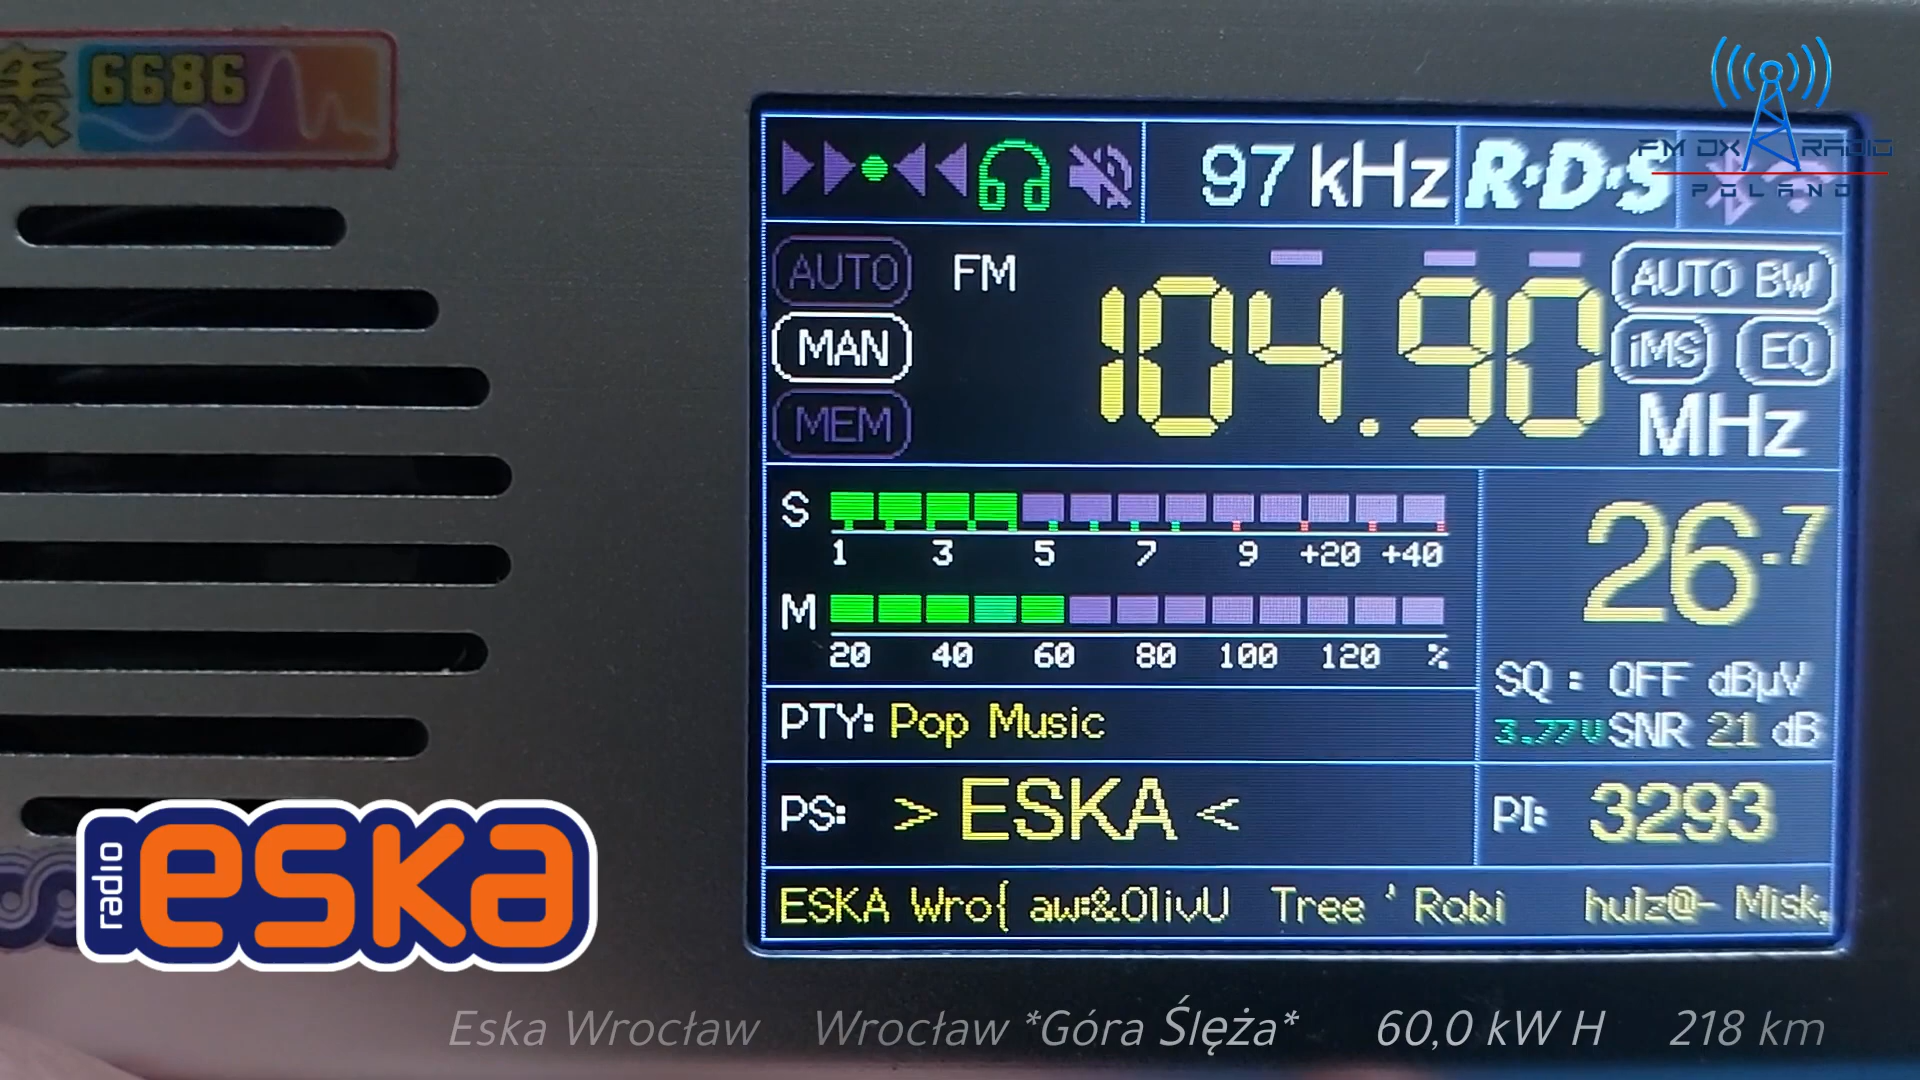 6686
FM DX RADIO
POLAND
97 kHz R·D·S
AUTO FM AUTO BW
MAN 104.90 iMS EQ
MEM MHz
S
1 3 5 7 9 +20 +40
26.7
M
20 40 60 80 100 120 %
SQ : OFF dBµV
PTY: Pop Music
3.77V SNR 21 dB
PS: > ESKA < PI: 3293
ESKA Wro{ aw:&OlivU Tree ' Robi hulz@- Misk,
radio eska
Eska Wrocław Wrocław *Góra Ślęża* 60,0 kW H 218 km